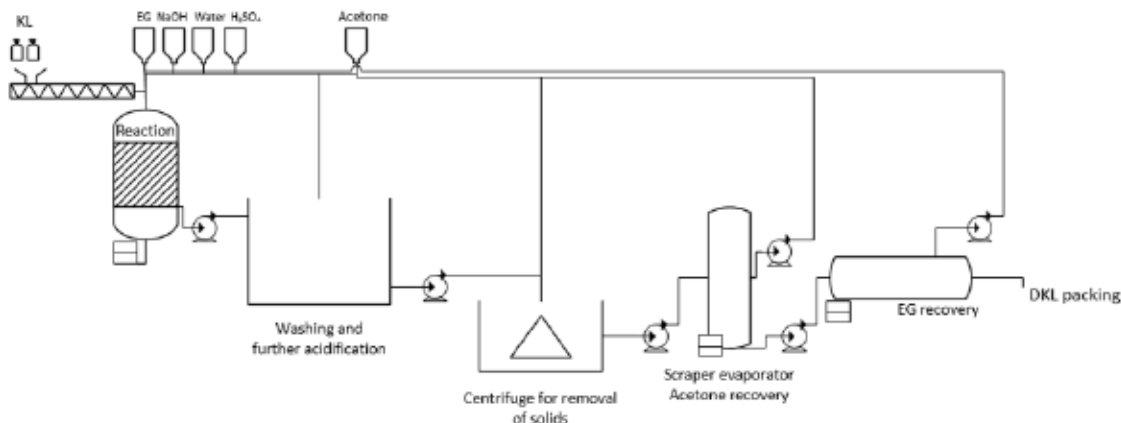 KL
EG NaOH Water H₂SO₄
Acetone
Reaction
Washing and
further acidification
Centrifuge for removal
of solids
Scraper evaporator
Acetone recovery
EG recovery
DKL packing